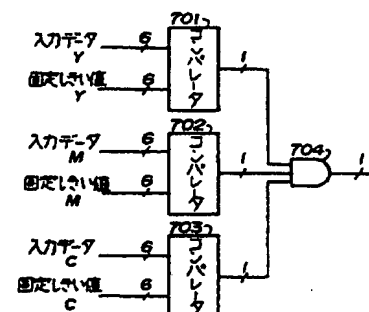 701
入力データ
Y
6
固定しきい値
Y
6
コンパレータ
1
702
入力データ
M
6
固定しきい値
M
6
コンパレータ
1
704
1
703
入力データ
C
6
固定しきい値
C
6
コンパレータ
1